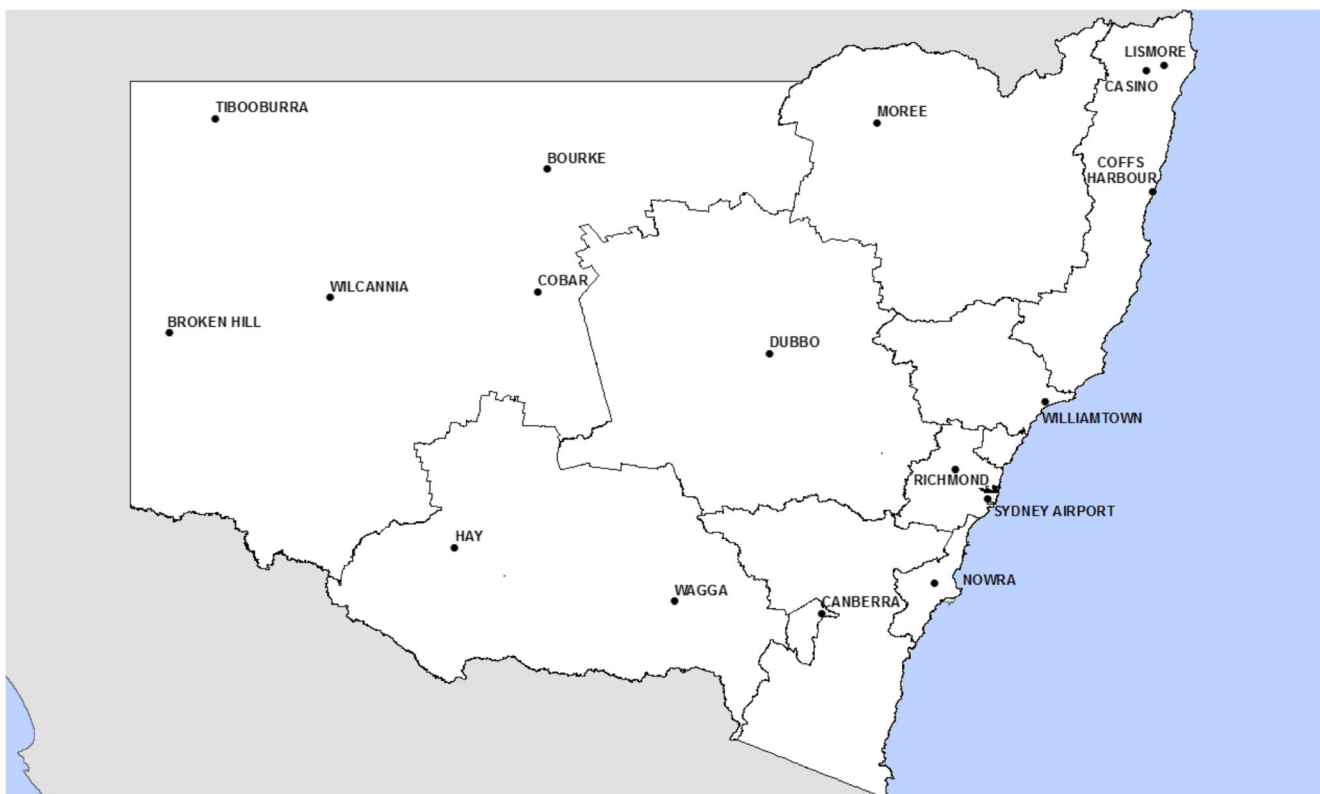 LISMORE
CASINO
TIBOOBURRA
MOREE
BOURKE
COFFS
HARBOUR
COBAR
WILCANNIA
BROKEN HILL
DUBBO
WILLIAMTOWN
RICHMOND
SYDNEY AIRPORT
HAY
NOWRA
WAGGA
CANBERRA